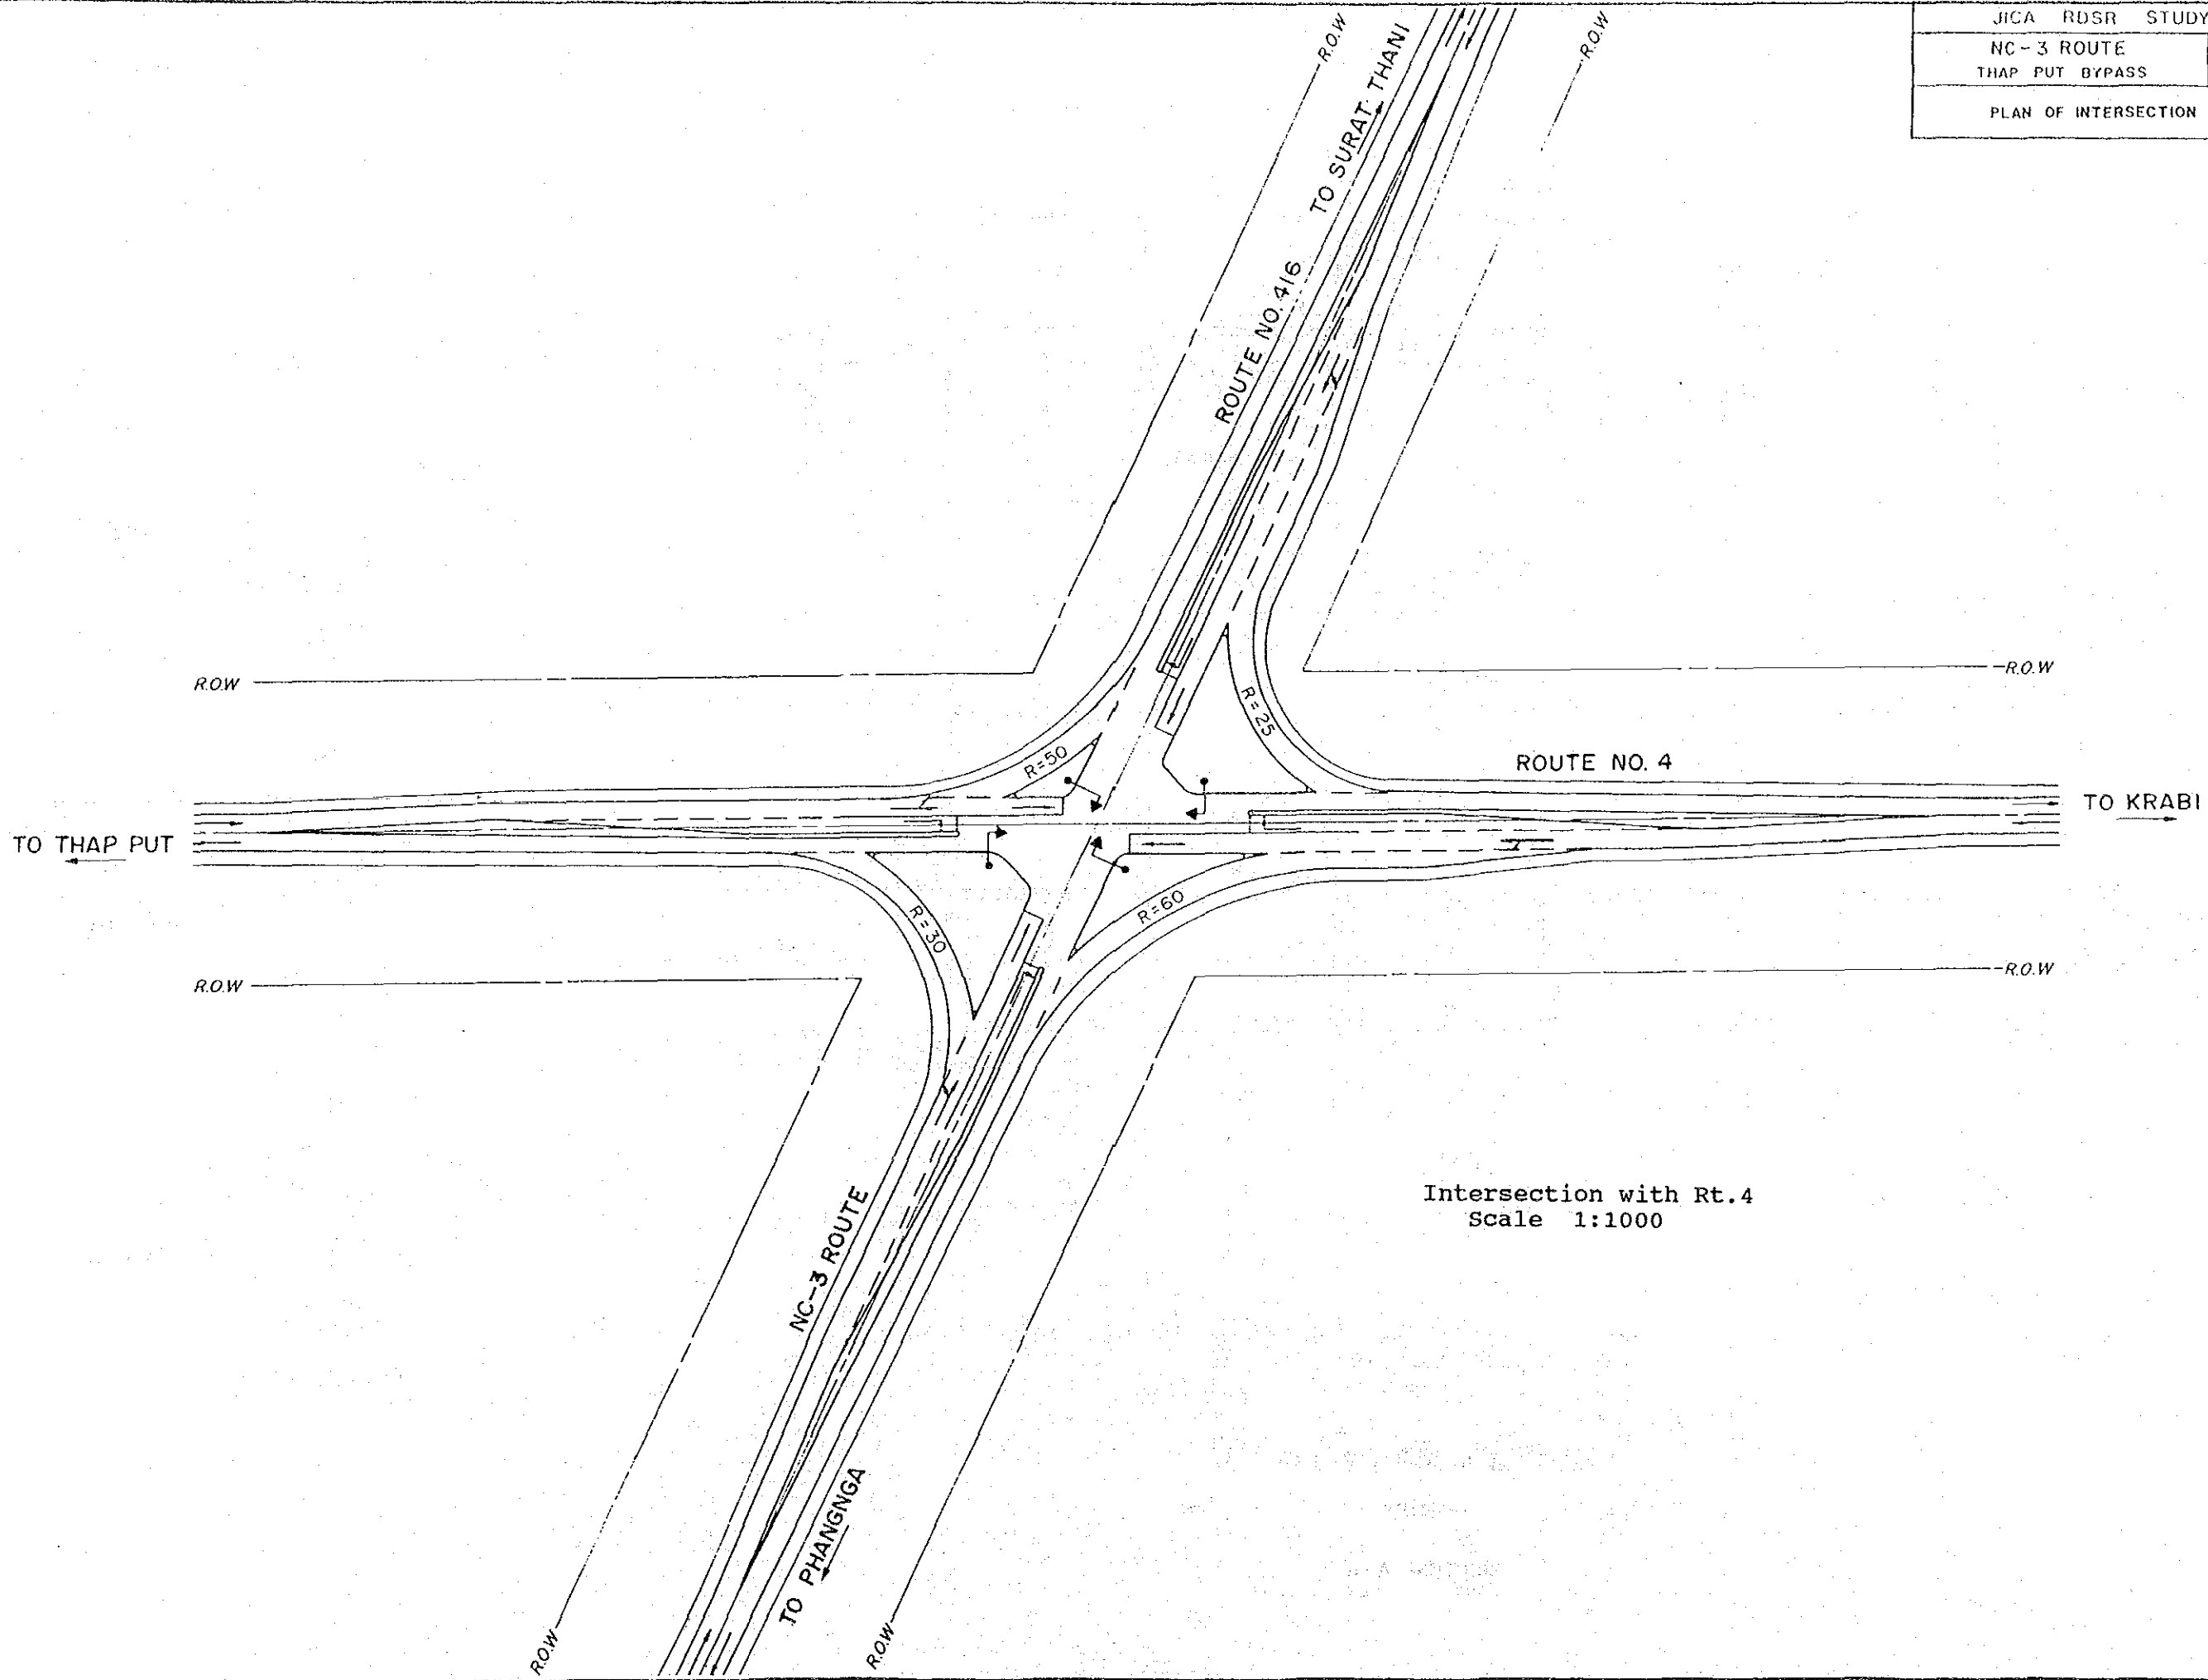 JICA RDSR STUDY
NC-3 ROUTE
THAP PUT BYPASS
PLAN OF INTERSECTION
R.O.W
R.O.W
TO SURAT THANI
ROUTE NO. 416
R.O.W
R.O.W
R=25
R=50
ROUTE NO. 4
TO KRABI
TO THAP PUT
R=60
R=30
R.O.W
R.O.W
Intersection with Rt.4
Scale 1:1000
NC-3 ROUTE
TO PHANGNGA
R.O.W
R.O.W